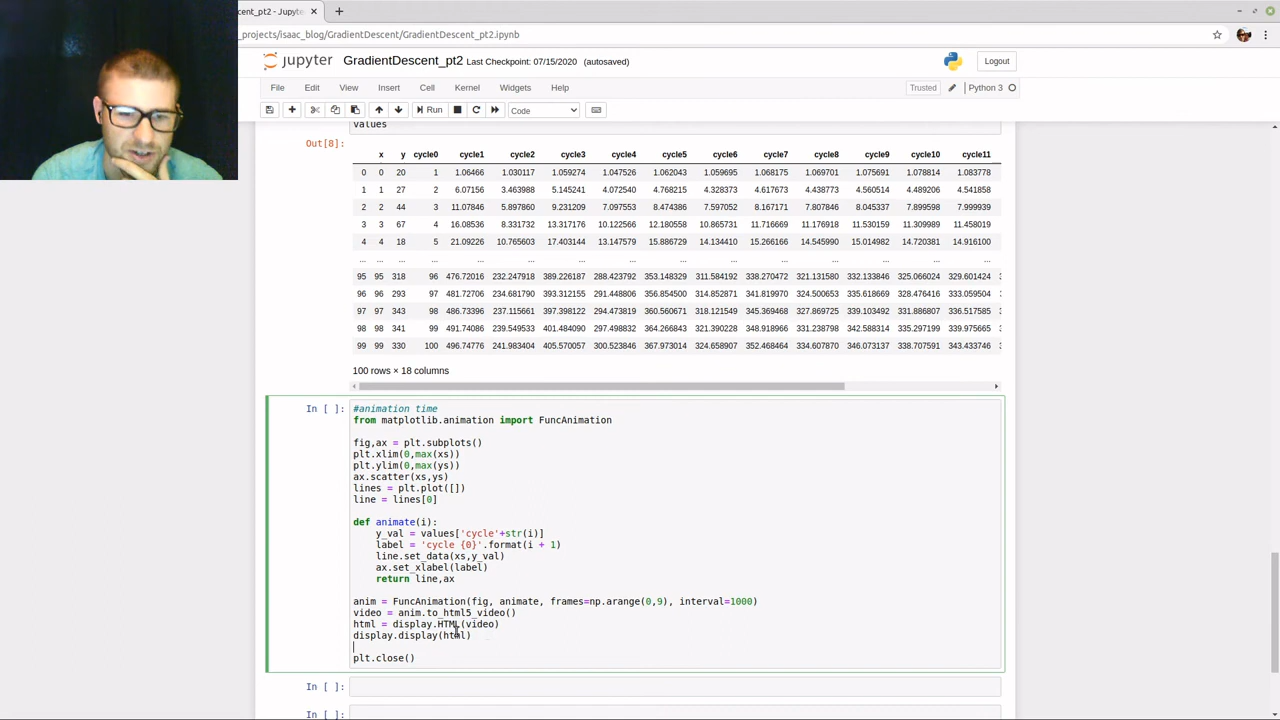 cent_pt2 - Jupyte
_projects/isaac_blog/GradientDescent/GradientDescent_pt2.ipynb
jupyter GradientDescent_pt2 Last Checkpoint: 07/15/2020 (autosaved) Logout
File Edit View Insert Cell Kernel Widgets Help Trusted Python 3
Run Code
values
Out[8]:
x y cycle0 cycle1 cycle2 cycle3 cycle4 cycle5 cycle6 cycle7 cycle8 cycle9 cycle10 cycle11
0 0 20 1 1.06466 1.030117 1.059274 1.047526 1.062043 1.059695 1.068175 1.069701 1.075691 1.078814 1.083778
1 1 27 2 6.07156 3.463988 5.145241 4.072540 4.768215 4.328373 4.617673 4.438773 4.560514 4.489206 4.541858
2 2 44 3 11.07846 5.897860 9.231209 7.097553 8.474386 7.597052 8.167171 7.807846 8.045337 7.899598 7.999939
3 3 67 4 16.08536 8.331732 13.317176 10.122566 12.180558 10.865731 11.716669 11.176918 11.530159 11.309989 11.458019
4 4 18 5 21.09226 10.765603 17.403144 13.147579 15.886729 14.134410 15.266166 14.545990 15.014982 14.720381 14.916100
... ... ... ... ... ... ... ... ... ... ... ... ... ... ...
95 95 318 96 476.72016 232.247918 389.226187 288.423792 353.148329 311.584192 338.270472 321.131580 332.133846 325.066024 329.601424
96 96 293 97 481.72706 234.681790 393.312155 291.448806 356.854500 314.852871 341.819970 324.500653 335.618669 328.476416 333.059504
97 97 343 98 486.73396 237.115661 397.398122 294.473819 360.560671 318.121549 345.369468 327.869725 339.103492 331.886807 336.517585
98 98 341 99 491.74086 239.549533 401.484090 297.498832 364.266843 321.390228 348.918966 331.238798 342.588314 335.297199 339.975665
99 99 330 100 496.74776 241.983404 405.570057 300.523846 367.973014 324.658907 352.468464 334.607870 346.073137 338.707591 343.433746
100 rows × 18 columns
In [ ]: #animation time
from matplotlib.animation import FuncAnimation
fig,ax = plt.subplots()
plt.xlim(0,max(xs))
plt.ylim(0,max(ys))
ax.scatter(xs,ys)
lines = plt.plot([])
line = lines[0]
def animate(i):
y_val = values['cycle'+str(i)]
label = 'cycle {0}'.format(i + 1)
line.set_data(xs,y_val)
ax.set_xlabel(label)
return line,ax
anim = FuncAnimation(fig, animate, frames=np.arange(0,9), interval=1000)
video = anim.to_html5_video()
html = display.HTML(video)
display.display(html)
plt.close()
In [ ]:
In [ ]: